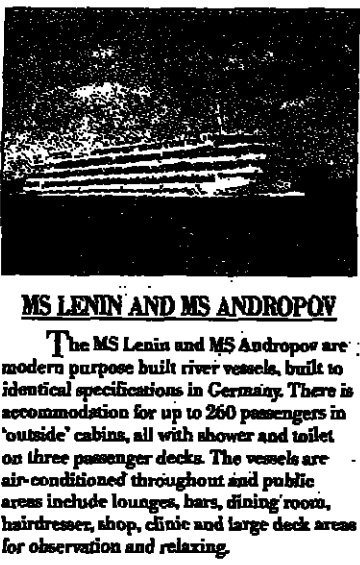 MS LENIN AND MS ANDROPOV
The MS Lenin and MS Andropov are
modern purpose built river vessels, built to
identical specifications in Germany. There is
accommodation for up to 260 passengers in
'outside' cabins, all with shower and toilet
on three passenger decks. The vessels are
air-conditioned throughout and public
areas include lounges, bars, dining room,
hairdresser, shop, clinic and large deck areas
for observation and relaxing.